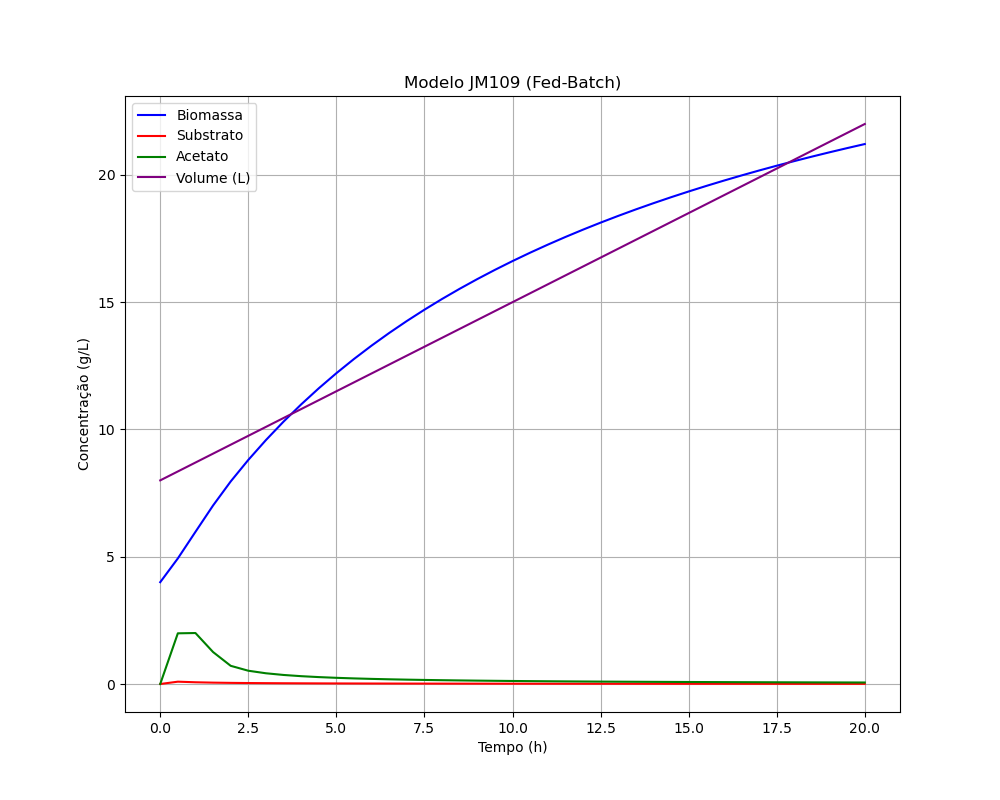 Modelo JM109 (Fed-Batch)
Biomassa
Substrato
Acetato
Volume (L)
Concentração (g/L)
20
15
10
5
0
0.0 2.5 5.0 7.5 10.0 12.5 15.0 17.5 20.0
Tempo (h)